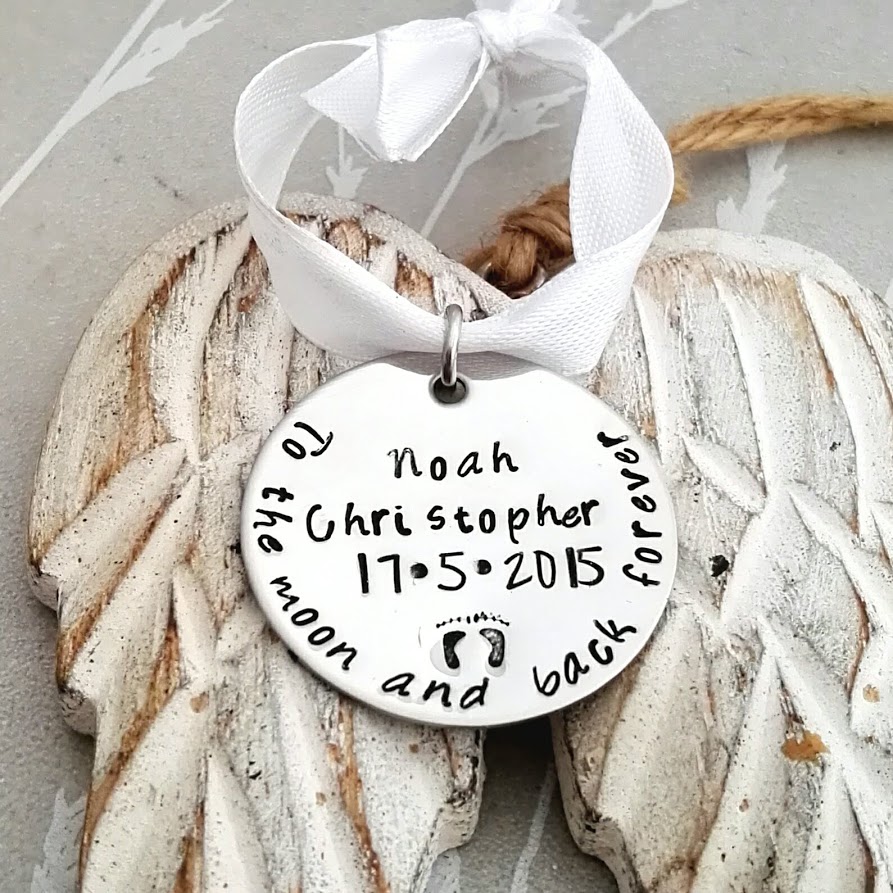 Noah
Christopher
17•5•2015
To the moon and back forever